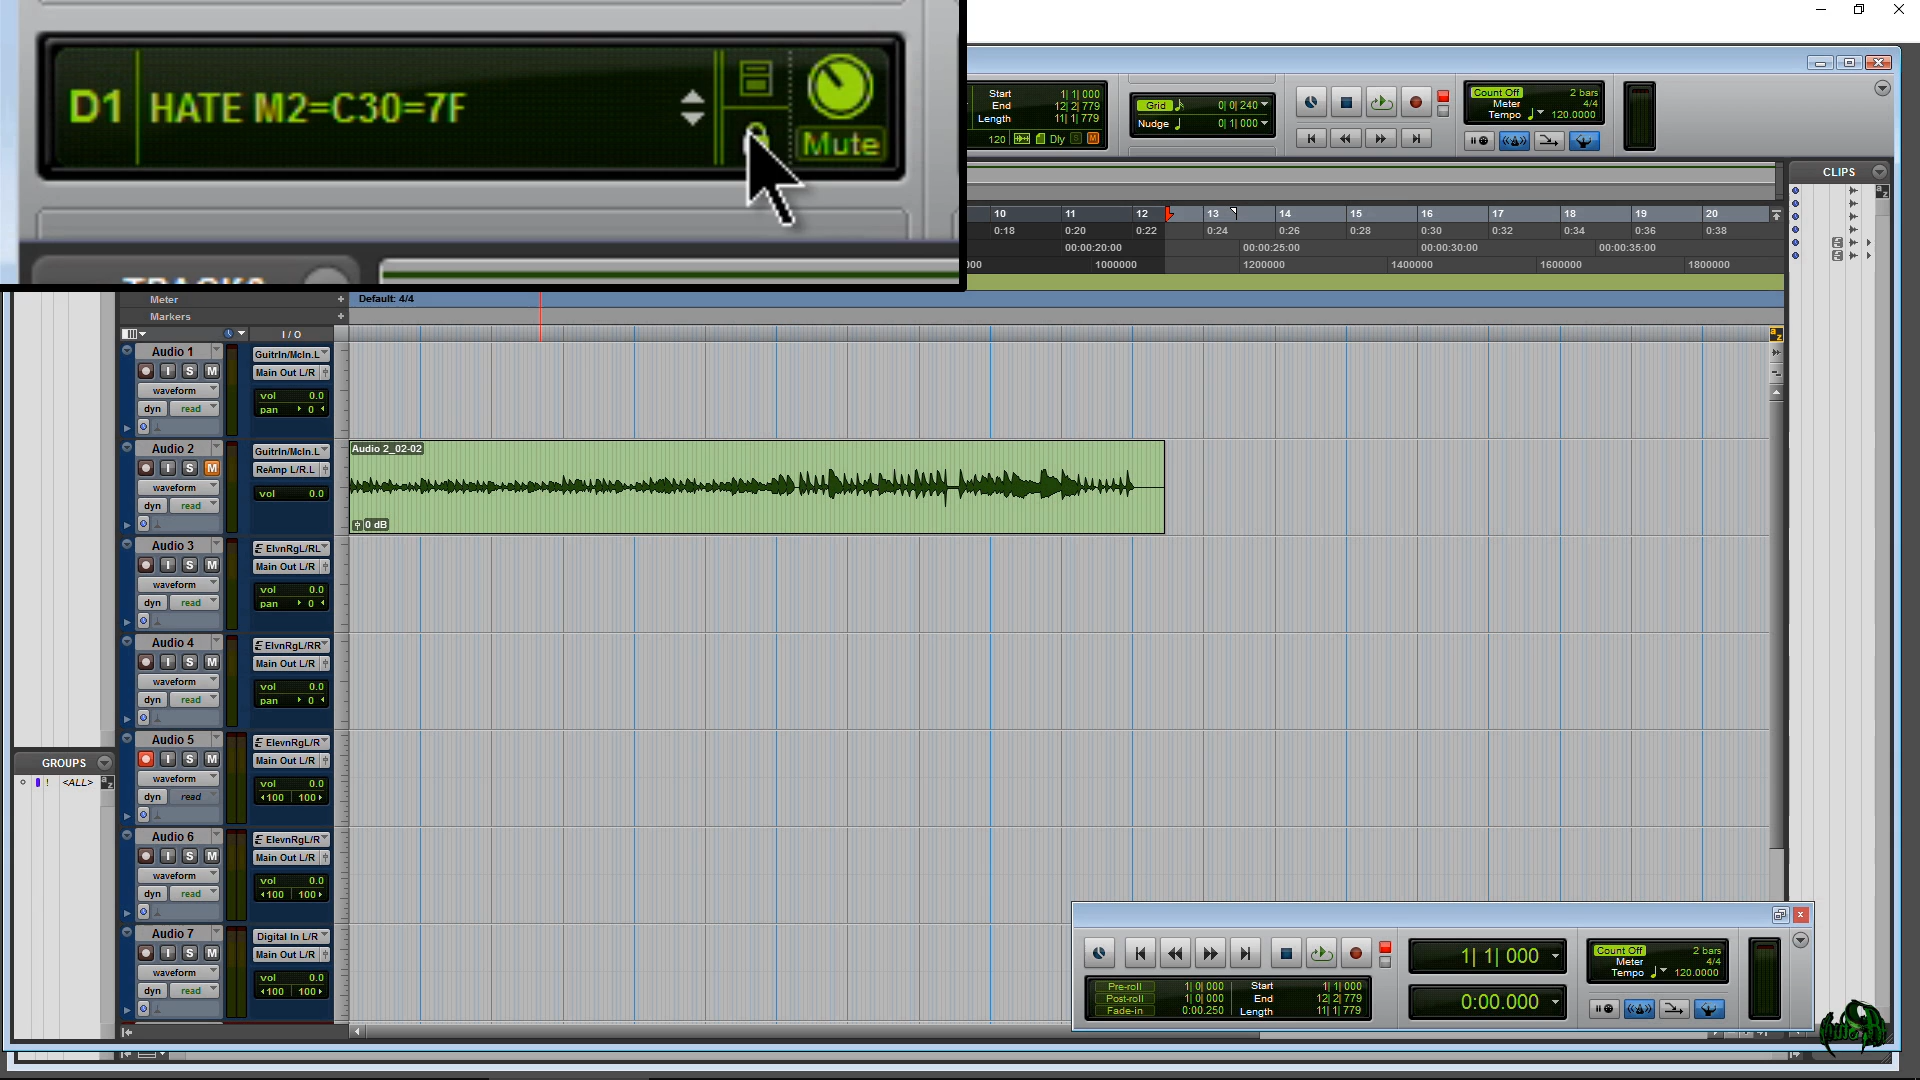 D1 HATE M2=C30=7F
Mute
Start 1| 1| 000
End 12| 2| 779
Length 11| 1| 779
120 Dly S M
Grid 0| 0| 240
Nudge 0| 1| 000
Count Off 2 bars
Meter 4/4
Tempo 120.0000
CLIPS
10 11 12 13 14 15 16 17 18 19 20
0:18 0:20 0:22 0:24 0:26 0:28 0:30 0:32 0:34 0:36 0:38
00:00:20:00 00:00:25:00 00:00:30:00 00:00:35:00
1000000 1200000 1400000 1600000 1800000
Meter + Default: 4/4
Markers +
I / O
Audio 1 GuitrIn/McIn.L
I S M Main Out L/R
waveform vol 0.0
dyn read pan 0
Audio 2 GuitrIn/McIn.L
I S M ReAmp L/R.L
waveform vol 0.0
dyn read
Audio 2_02-02
0 dB
Audio 3 ElvnRgL/RL
I S M Main Out L/R
waveform vol 0.0
dyn read pan 0
Audio 4 ElvnRgL/RR
I S M Main Out L/R
waveform vol 0.0
dyn read pan 0
Audio 5 ElevnRgL/R
I S M Main Out L/R
waveform vol 0.0
dyn read 100 100
GROUPS
! <ALL>
Audio 6 ElevnRgL/R
I S M Main Out L/R
waveform vol 0.0
dyn read 100 100
Audio 7 Digital In L/R
I S M Main Out L/R
waveform vol 0.0
dyn read 100 100
1| 1| 000
0:00.000
Pre-roll 1| 0| 000 Start 1| 1| 000
Post-roll 1| 0| 000 End 12| 2| 779
Fade-in 0:00.250 Length 11| 1| 779
Count Off 2 bars
Meter 4/4
Tempo 120.0000